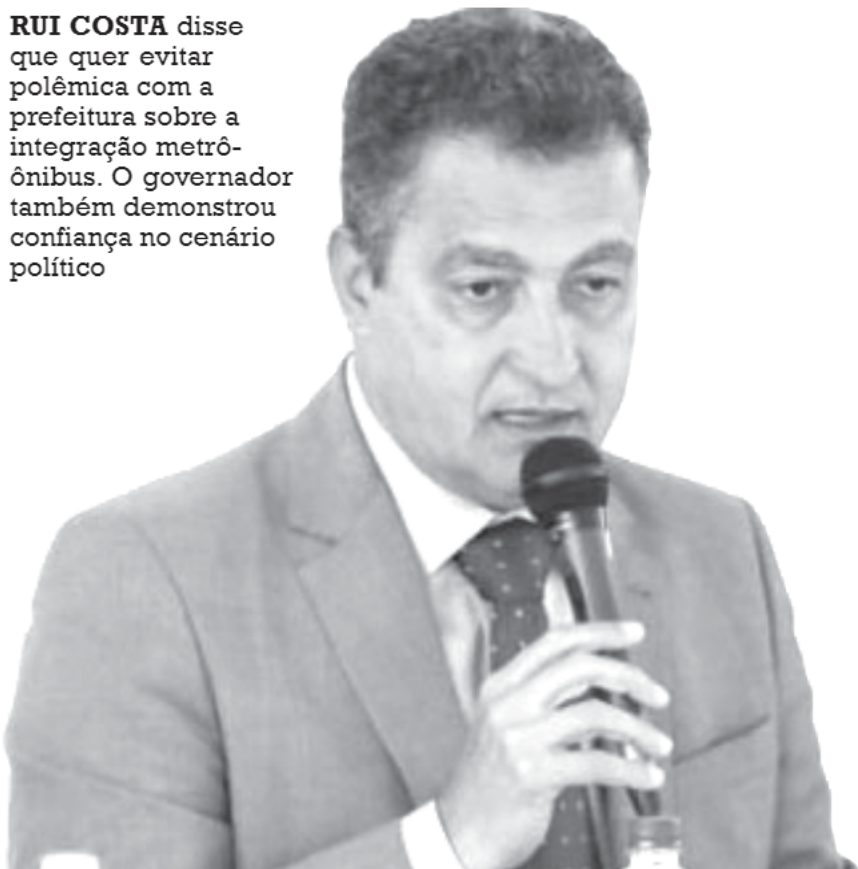 RUI COSTA disse
que quer evitar
polêmica com a
prefeitura sobre a
integração metrô-
ônibus. O governador
também demonstrou
confiança no cenário
político